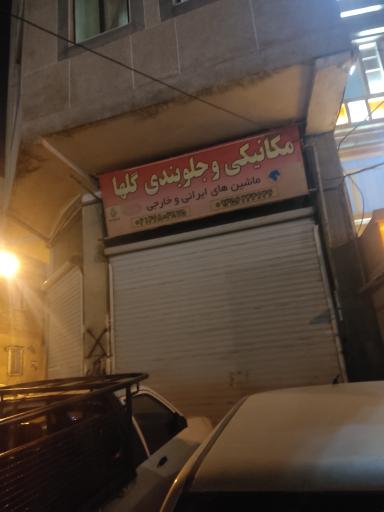 مکانیکی و جلوبندی گلها
ماشین های ایرانی و خارجی